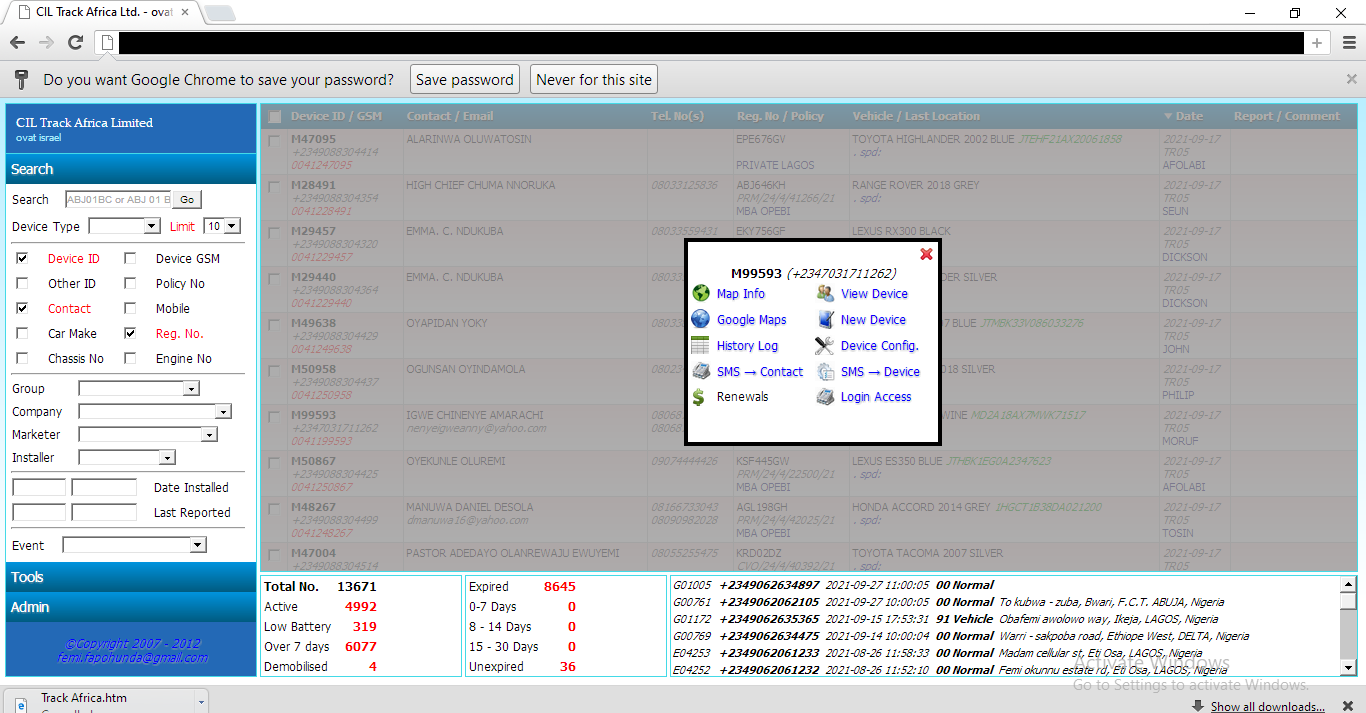 CIL Track Africa Ltd. - ovat
Do you want Google Chrome to save your password? Save password Never for this site
CIL Track Africa Limited
ovat israel
Search
Search ABJ01BC or ABJ 01 B Go
Device Type Limit 10
Device ID Device GSM
Other ID Policy No
Contact Mobile
Car Make Reg. No.
Chassis No Engine No
Group
Company
Marketer
Installer
Date Installed
Last Reported
Event
Tools
Admin
©Copyright 2007 - 2012
femi.fapohunda@gmail.com
Device ID / GSM Contact / Email Tel. No(s) Reg. No / Policy Vehicle / Last Location Date Report / Comment
M47095 ALARINWA OLUWATOSIN EPE676GV TOYOTA HIGHLANDER 2002 BLUE JTEHF21AX20061858 2021-09-17
+2349088304414 . spd: TR05
0041247095 PRIVATE LAGOS AFOLABI
M28491 HIGH CHIEF CHUMA NNORUKA 08033125836 ABJ646KH RANGE ROVER 2018 GREY 2021-09-17
+2349088304354 PRM/24/4/41266/21 . spd: TR05
0041228491 MBA OPEBI SEUN
M29457 EMMA. C. NDUKUBA 08033559431 EKY756GF LEXUS RX300 BLACK 2021-09-17
+2349088304320 TR05
0041229457 DICKSON
M29440 EMMA. C. NDUKUBA SILVER 2021-09-17
+2349088304364 TR05
0041229440 DICKSON
M49638 OYAPIDAN YOKY BLUE JTMBK33V086033276 2021-09-17
+2349088304429 TR05
0041249638 JOHN
M50958 OGUNSAN OYINDAMOLA SILVER 2021-09-17
+2349088304437 TR05
0041250958 PHILIP
M99593 IGWE CHINENYE AMARACHI WINE MD2A18AX7MWK71517 2021-09-17
+2347031711262 nenyeigweanny@yahoo.com TR05
0041199593 MORUF
M50867 OYEKUNLE OLUREMI 09074444426 KSF445GW LEXUS ES350 BLUE JTHBK1EG0A2347623 2021-09-17
+2349088304425 PRM/24/4/22500/21 . spd: TR05
0041250867 MBA OPEBI AFOLABI
M48267 MANUWA DANIEL DESOLA 08166733043 AGL198GH HONDA ACCORD 2014 GREY 1HGCT1B38DA021200 2021-09-17
+2349088304499 dmanuwa16@yahoo.com 08090982028 PRM/24/4/42025/21 . spd: TR05
0041248267 MBA OPEBI TOSIN
M47004 PASTOR ADEDAYO OLANREWAJU EWUYEMI 08055255475 KRD02DZ TOYOTA TACOMA 2007 SILVER 2021-09-17
+2349088304514 CVO/24/4/40392/21 . spd: TR05
M99593 (+2347031711262)
Map Info View Device
Google Maps New Device
History Log Device Config.
SMS → Contact SMS → Device
Renewals Login Access
Total No. 13671
Active 4992
Low Battery 319
Over 7 days 6077
Demobilised 4
Expired 8645
0-7 Days 0
8 - 14 Days 0
15 - 30 Days 0
Unexpired 36
G01005 +2349062634897 2021-09-27 11:00:05 00 Normal
G00761 +2349062062105 2021-09-27 10:00:05 00 Normal To kubwa - zuba, Bwari, F.C.T. ABUJA, Nigeria
G01172 +2349062635365 2021-09-15 17:53:31 91 Vehicle Obafemi awolowo way, Ikeja, LAGOS, Nigeria
G00769 +2349062634475 2021-09-14 10:00:04 00 Normal Warri - sakpoba road, Ethiope West, DELTA, Nigeria
E04253 +2349062061233 2021-08-26 11:58:33 00 Normal Madam cellular st, Eti Osa, LAGOS, Nigeria
E04252 +2349062061232 2021-08-26 11:52:10 00 Normal Femi okunnu estate rd, Eti Osa, LAGOS, Nigeria
Activate Windows
Go to Settings to activate Windows.
Track Africa.htm
Show all downloads...